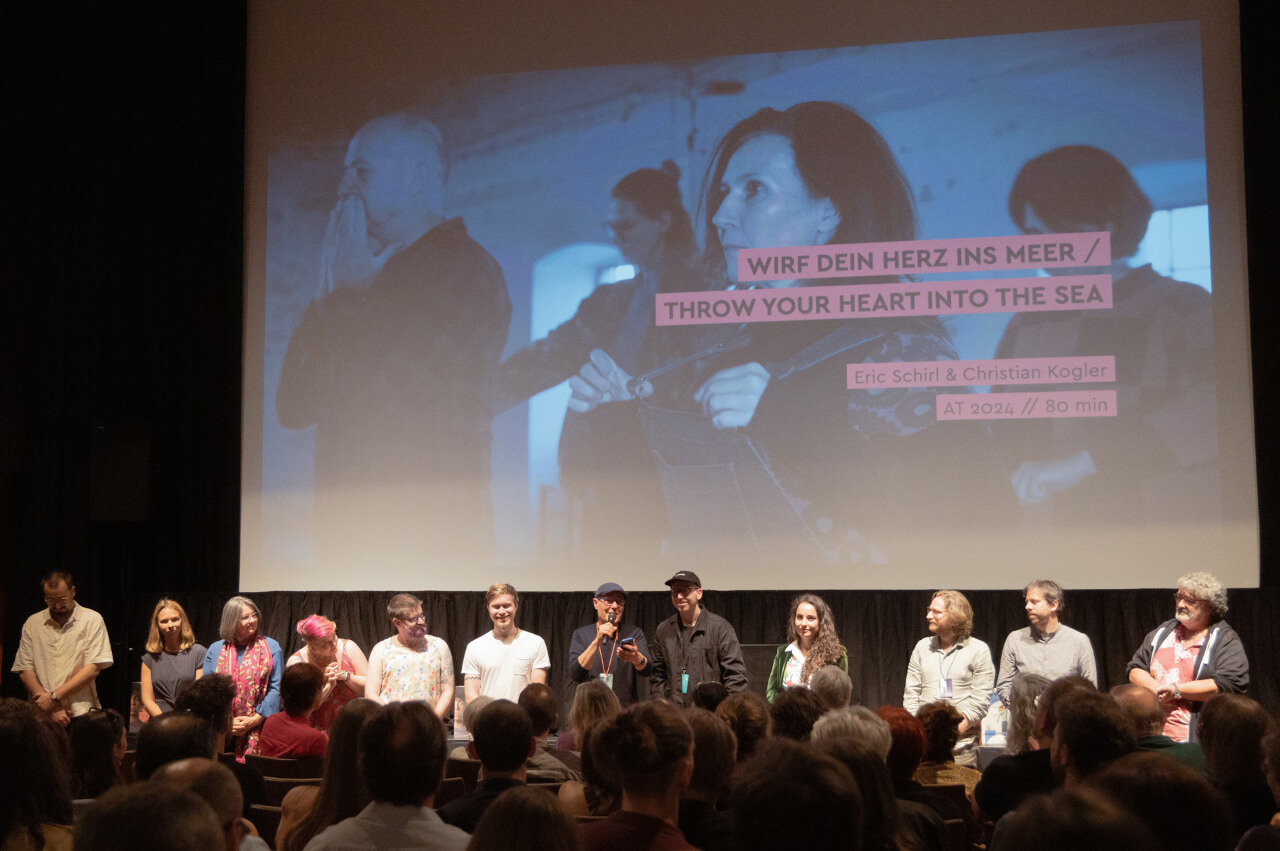 WIRF DEIN HERZ INS MEER /
THROW YOUR HEART INTO THE SEA
Eric Schirl & Christian Kogler
AT 2024 // 80 min